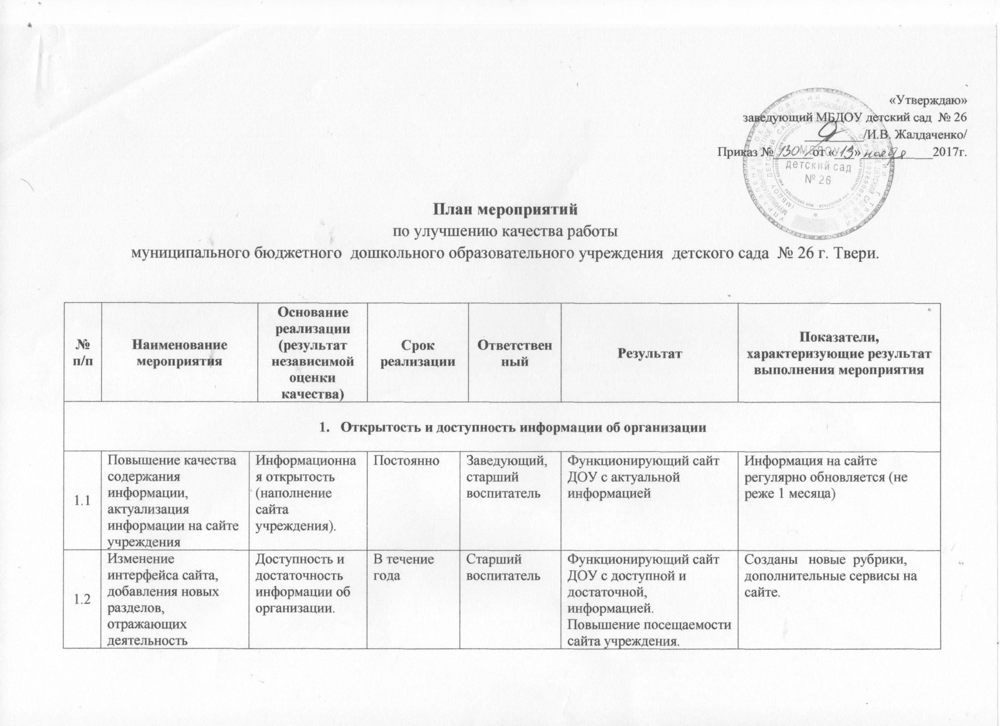 «Утверждаю»
заведующий МБДОУ детский сад № 26
/И.В. Жалдаченко/
Приказ № 130 от «13» ноября 2017г.
МБДОУ
детский сад
№ 26
План мероприятий
по улучшению качества работы
муниципального бюджетного дошкольного образовательного учреждения детского сада № 26 г. Твери.
№
п/п
Наименование
мероприятия
Основание
реализации
(результат
независимой
оценки
качества)
Срок
реализации
Ответствен
ный
Результат
Показатели,
характеризующие результат
выполнения мероприятия
1. Открытость и доступность информации об организации
1.1
Повышение качества
содержания
информации,
актуализация
информации на сайте
учреждения
Информационна
я открытость
(наполнение
сайта
учреждения).
Постоянно
Заведующий,
старший
воспитатель
Функционирующий сайт
ДОУ с актуальной
информацией
Информация на сайте
регулярно обновляется (не
реже 1 месяца)
1.2
Изменение
интерфейса сайта,
добавления новых
разделов,
отражающих
деятельность
Доступность и
достаточность
информации об
организации.
В течение
года
Старший
воспитатель
Функционирующий сайт
ДОУ с доступной и
достаточной,
информацией.
Повышение посещаемости
сайта учреждения.
Созданы новые рубрики,
дополнительные сервисы на
сайте.